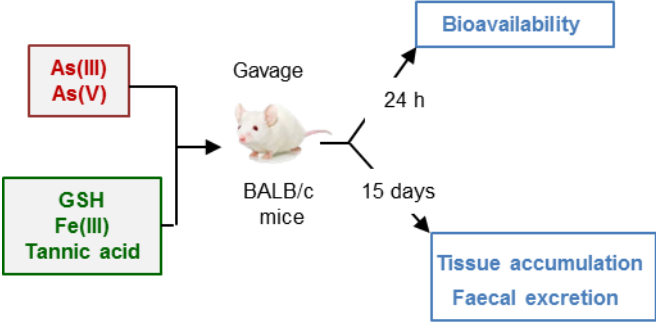 As(III)
As(V)
GSH
Fe(III)
Tannic acid
Gavage
BALB/c
mice
24 h
15 days
Bioavailability
Tissue accumulation
Faecal excretion